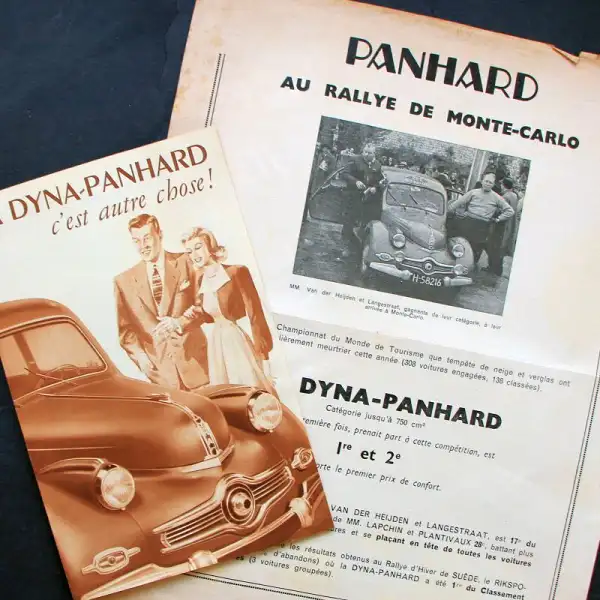 DYNA-PANHARD
c'est autre chose!
PANHARD
AU RALLYE DE MONTE-CARLO
H-58216
MM. Van der Heijden et Langestraat, gagnants de leur catégorie, à leur
arrivée à Monte-Carlo.
Championnat du Monde de Tourisme que tempête de neige et verglas ont
lièrement meurtrier cette année (308 voitures engagées, 136 classées).
DYNA-PANHARD
Catégorie jusqu'à 750 cm³
première fois, prenait part à cette compétition, est
1re et 2e
porte le premier prix de confort.
VAN DER HEIJDEN et LANGESTRAAT, est 17e du
de MM. LAPCHIN et PLANTIVAUX 28e, battant plus
res et se plaçant en tête de toutes les voitures
les résultats obtenus au Rallye d'Hiver de SUÈDE, le RIKSPO-
d'abandons) où la DYNA-PANHARD a été 1re du Classement
(3 voitures groupées).